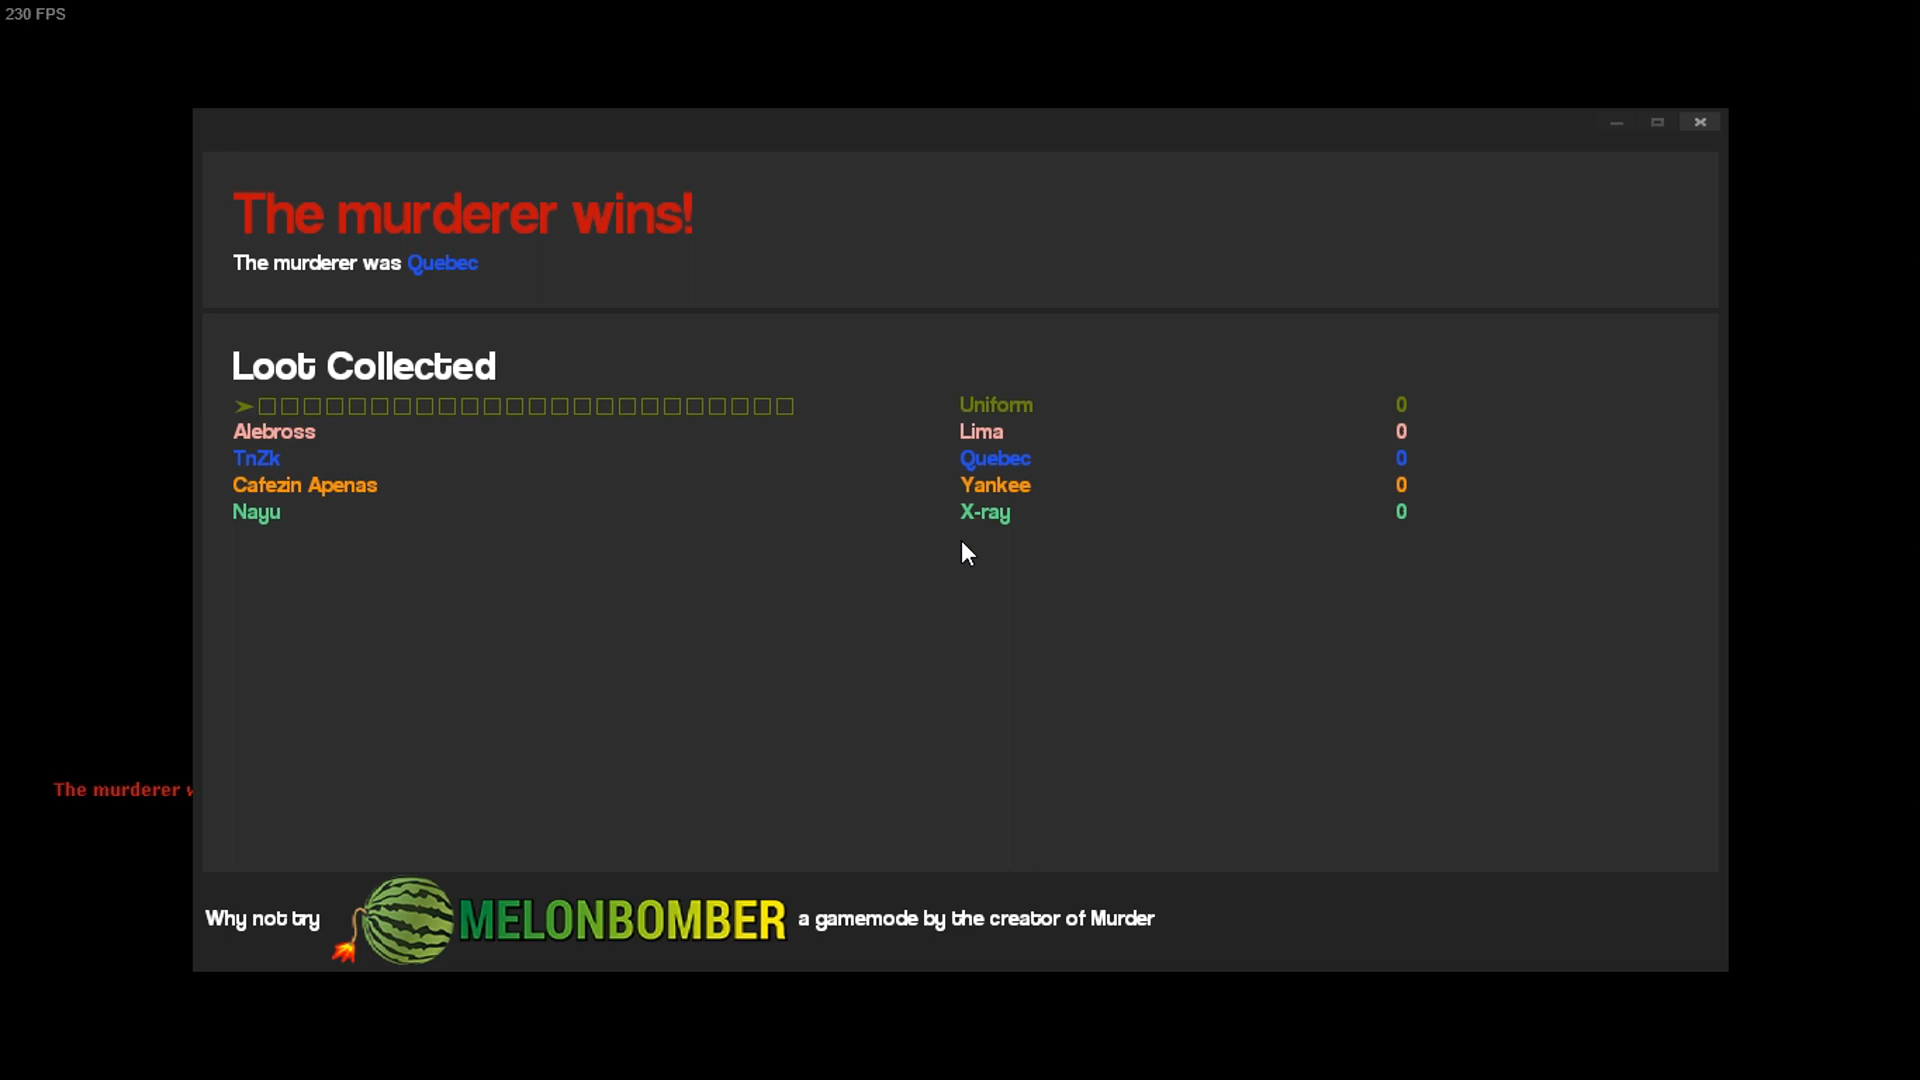 230 FPS
The murderer wins!
The murderer was Quebec
Loot Collected
➤□□□□□□□□□□□□□□□□□□□□□□□□ Uniform 0
Alebross Lima 0
TnZk Quebec 0
Cafezin Apenas Yankee 0
Nayu X-ray 0
The murderer
Why not try MELONBOMBER a gamemode by the creator of Murder